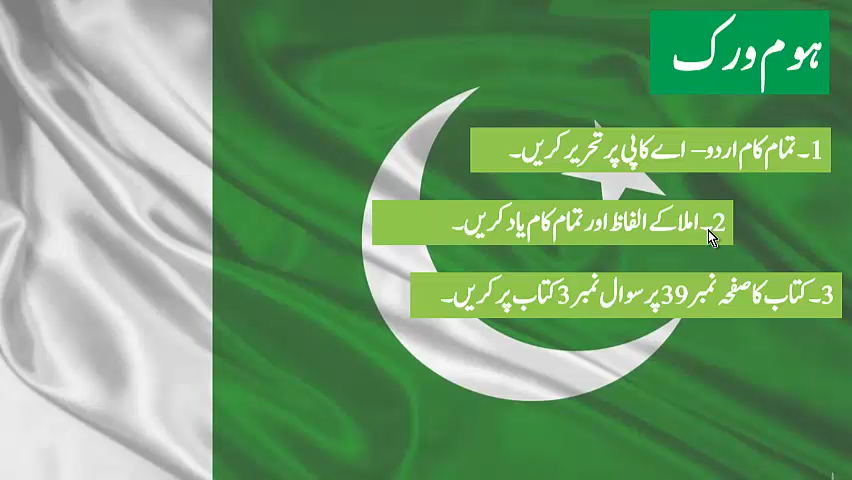 ہوم ورک
1۔ تمام کام اردو– اے کاپی پر تحریر کریں۔
2۔ املا کے الفاظ اور تمام کام یاد کریں۔
3۔ کتاب کا صفحہ نمبر 39 پر سوال نمبر 3 کتاب پر کریں۔